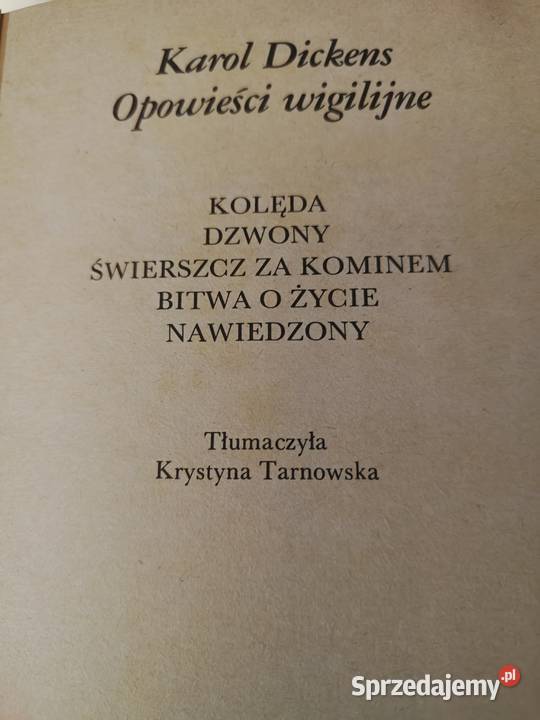 Karol Dickens
Opowieści wigilijne
KOLĘDA
DZWONY
ŚWIERSZCZ ZA KOMINEM
BITWA O ŻYCIE
NAWIEDZONY
Tłumaczyła
Krystyna Tarnowska
Sprzedajemy.pl